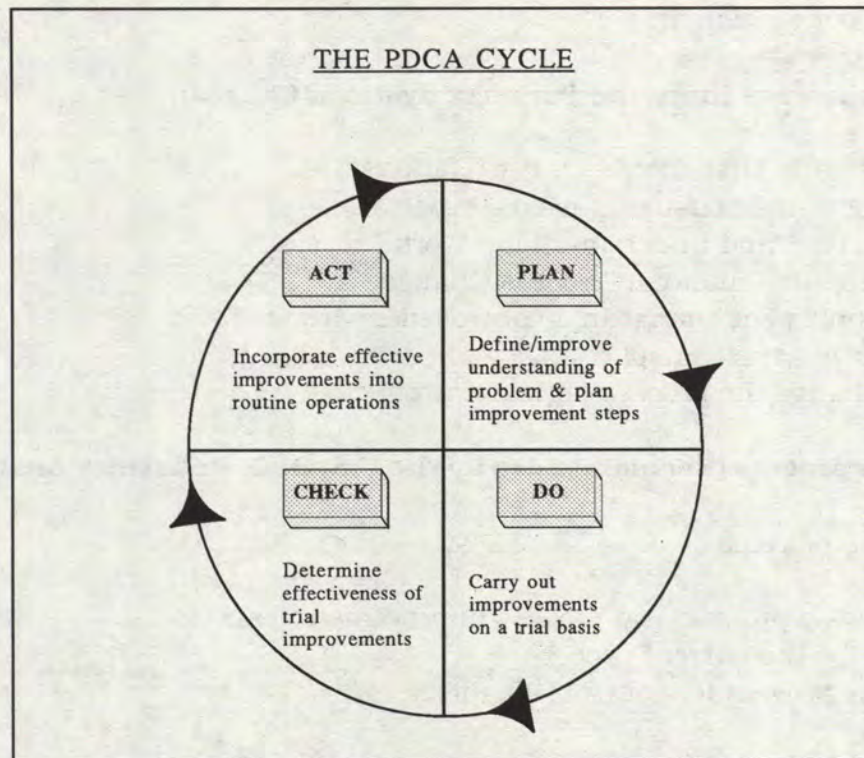 THE PDCA CYCLE
ACT
Incorporate effective
improvements into
routine operations
PLAN
Define/improve
understanding of
problem & plan
improvement steps
CHECK
Determine
effectiveness of
trial
improvements
DO
Carry out
improvements
on a trial basis